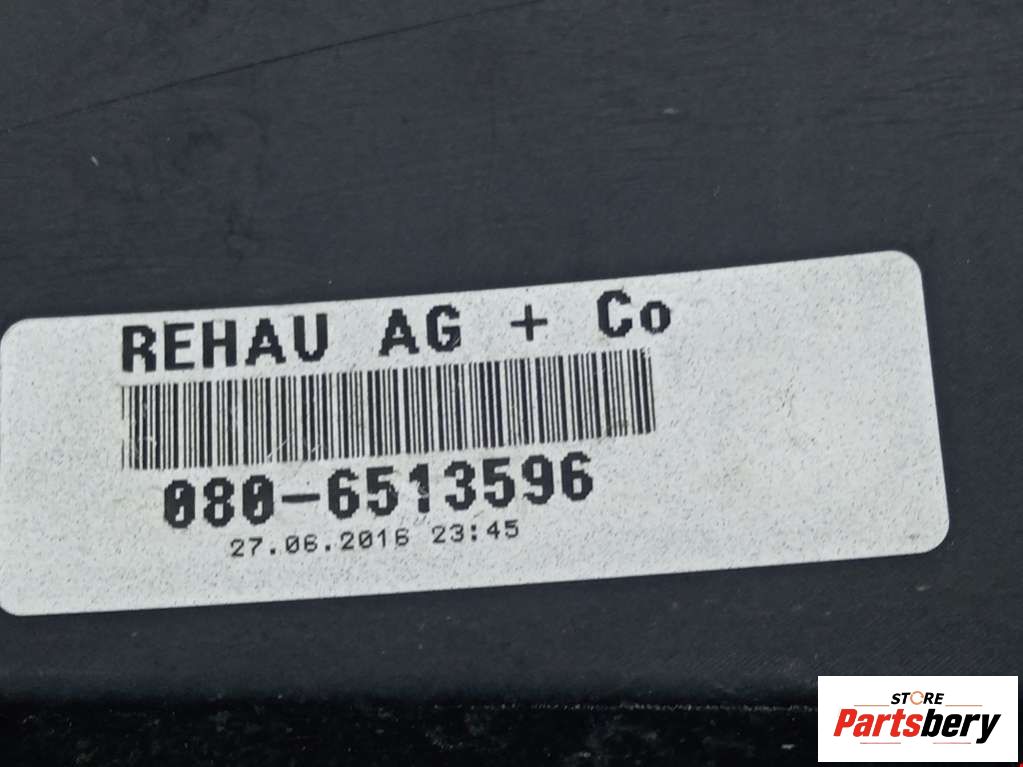 REHAU AG + Co
080-6513596
27.06.2016 23:45
STORE
Partsbery